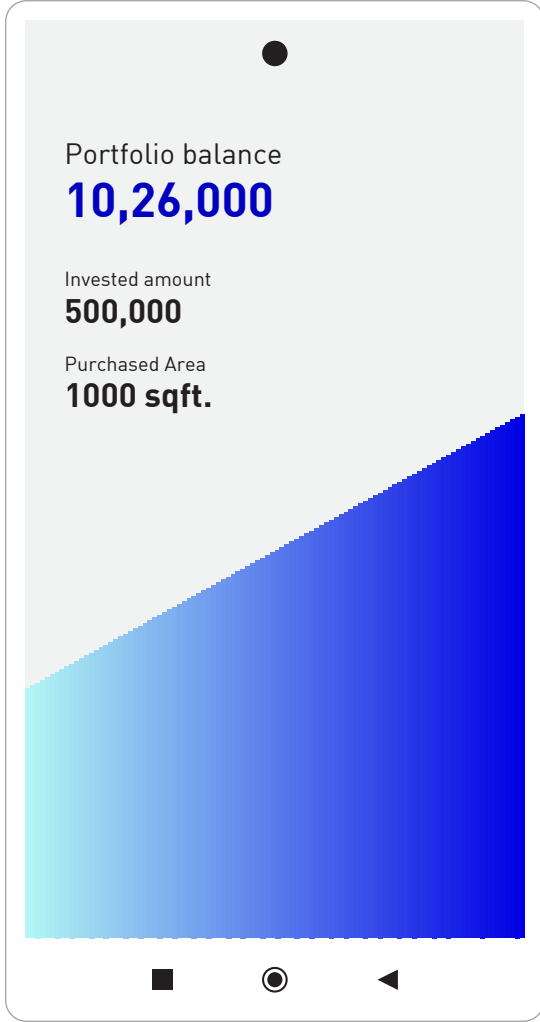 Portfolio balance
10,26,000
Invested amount
500,000
Purchased Area
1000 sqft.